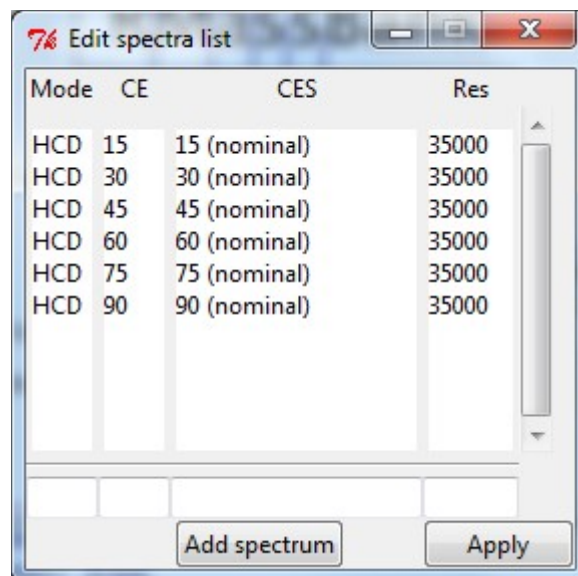 Edit spectra list
Mode CE CES Res
HCD 15 15 (nominal) 35000
HCD 30 30 (nominal) 35000
HCD 45 45 (nominal) 35000
HCD 60 60 (nominal) 35000
HCD 75 75 (nominal) 35000
HCD 90 90 (nominal) 35000
Add spectrum Apply